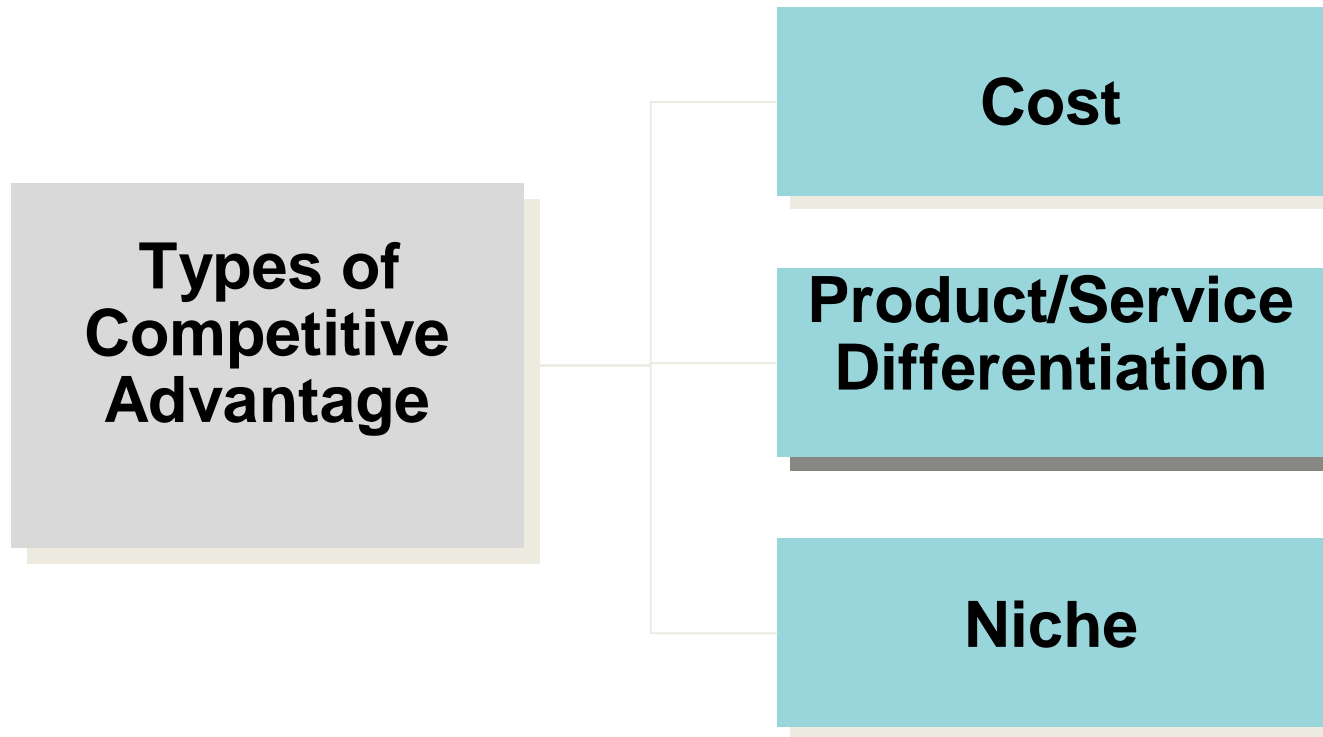 Types of
Competitive
Advantage
Cost
Product/Service
Differentiation
Niche